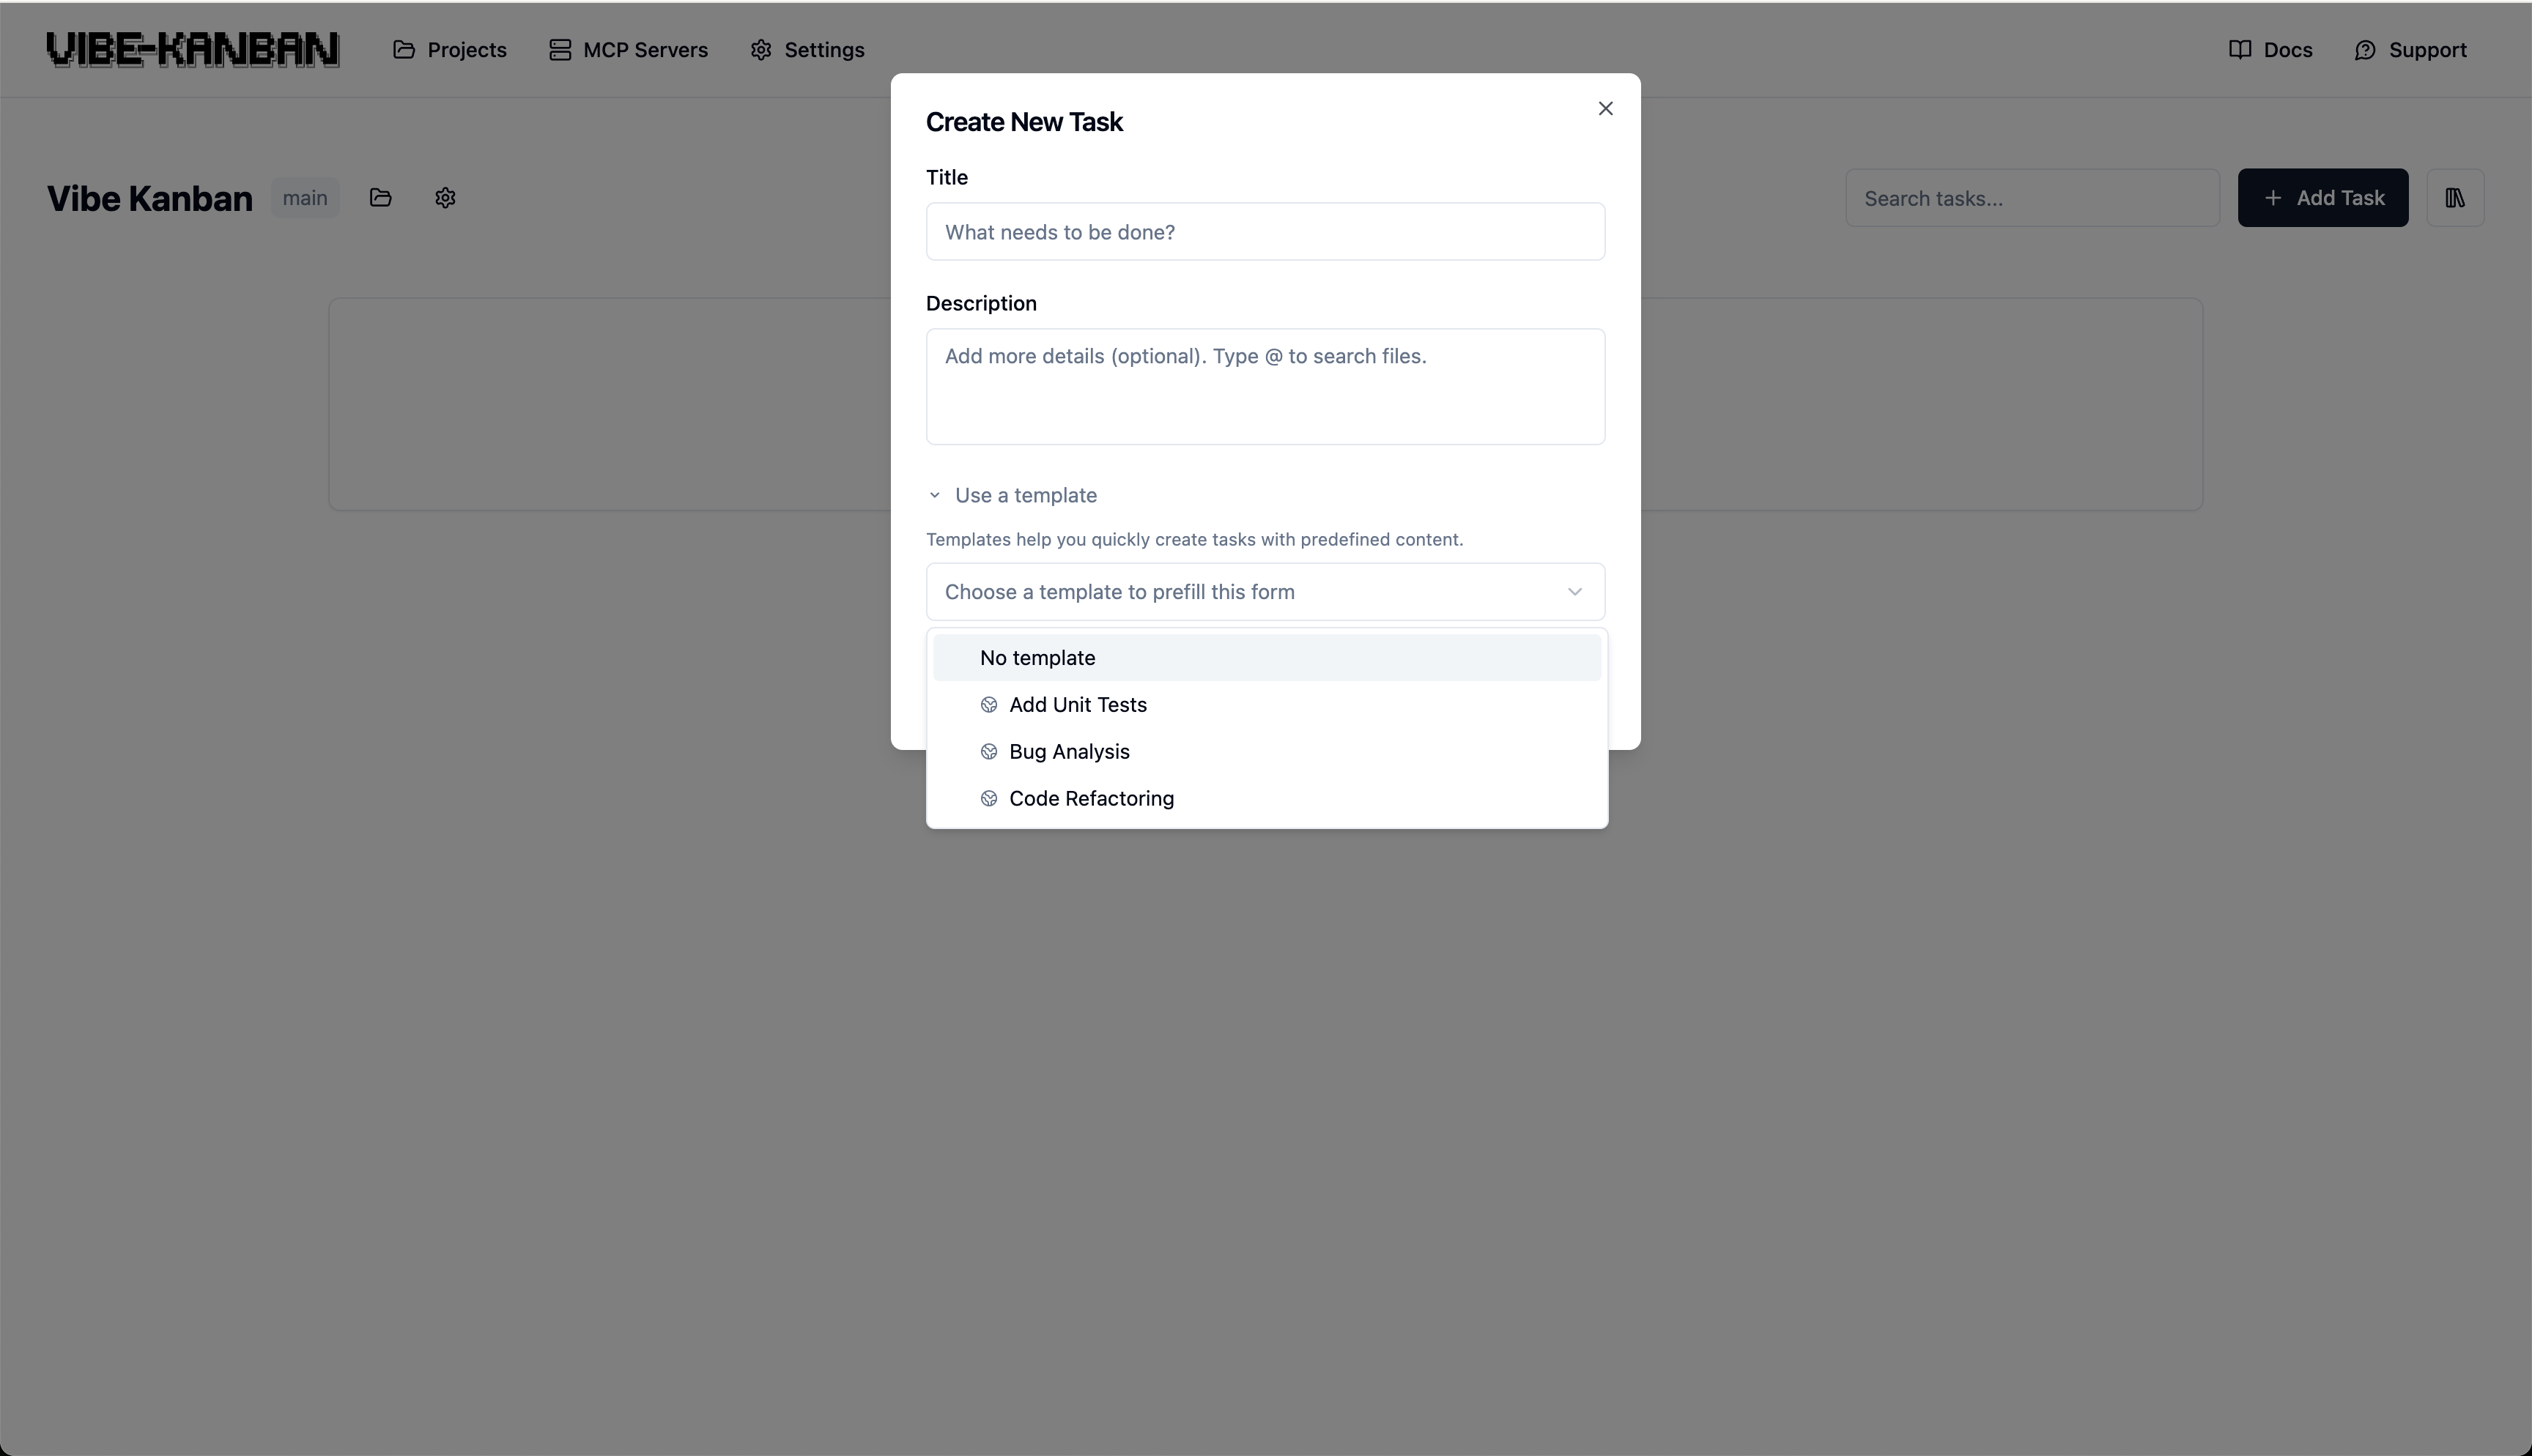 VIBE-KANBAN Projects MCP Servers Settings Docs Support
Vibe Kanban main Search tasks... Add Task
Create New Task
Title
What needs to be done?
Description
Add more details (optional). Type @ to search files.
Use a template
Templates help you quickly create tasks with predefined content.
Choose a template to prefill this form
No template
Add Unit Tests
Bug Analysis
Code Refactoring